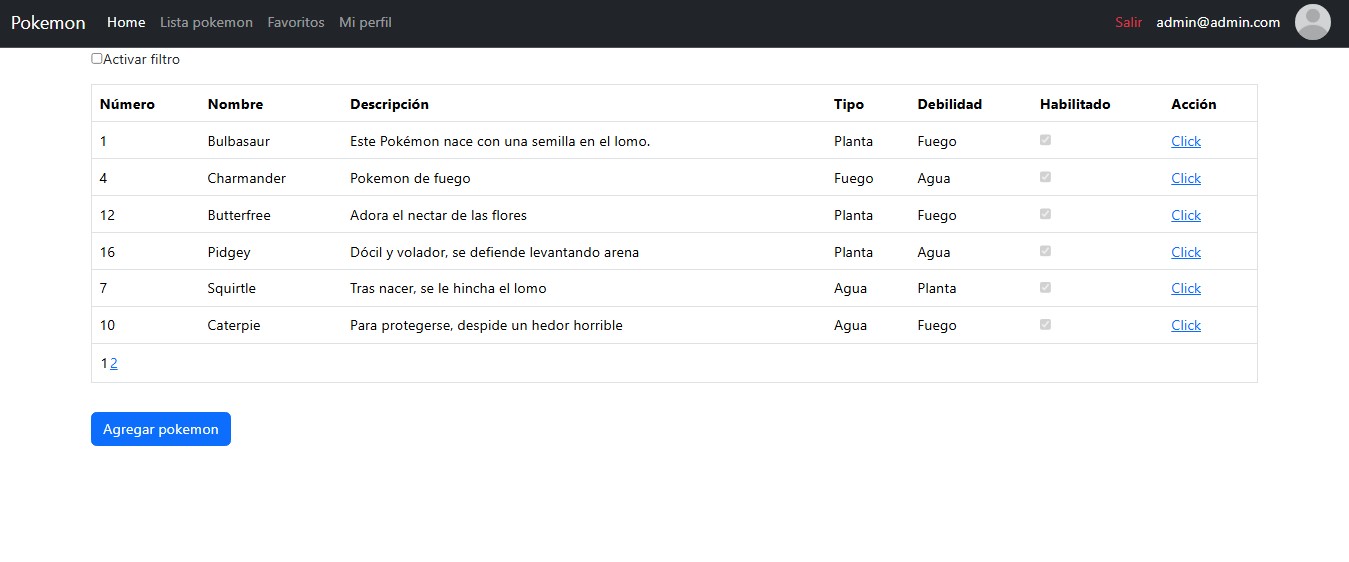 Pokemon Home Lista pokemon Favoritos Mi perfil Salir admin@admin.com
Activar filtro
Número Nombre Descripción Tipo Debilidad Habilitado Acción
1 Bulbasaur Este Pokémon nace con una semilla en el lomo. Planta Fuego Click
4 Charmander Pokemon de fuego Fuego Agua Click
12 Butterfree Adora el nectar de las flores Planta Fuego Click
16 Pidgey Dócil y volador, se defiende levantando arena Planta Agua Click
7 Squirtle Tras nacer, se le hincha el lomo Agua Planta Click
10 Caterpie Para protegerse, despide un hedor horrible Agua Fuego Click
1 2
Agregar pokemon